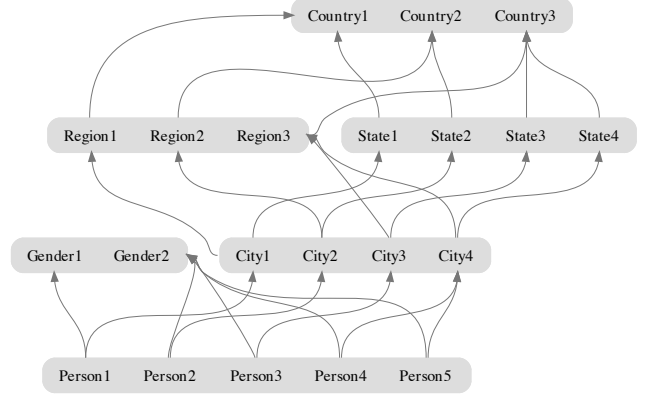 Country1 Country2 Country3
Region1 Region2 Region3 State1 State2 State3 State4
Gender1 Gender2 City1 City2 City3 City4
Person1 Person2 Person3 Person4 Person5